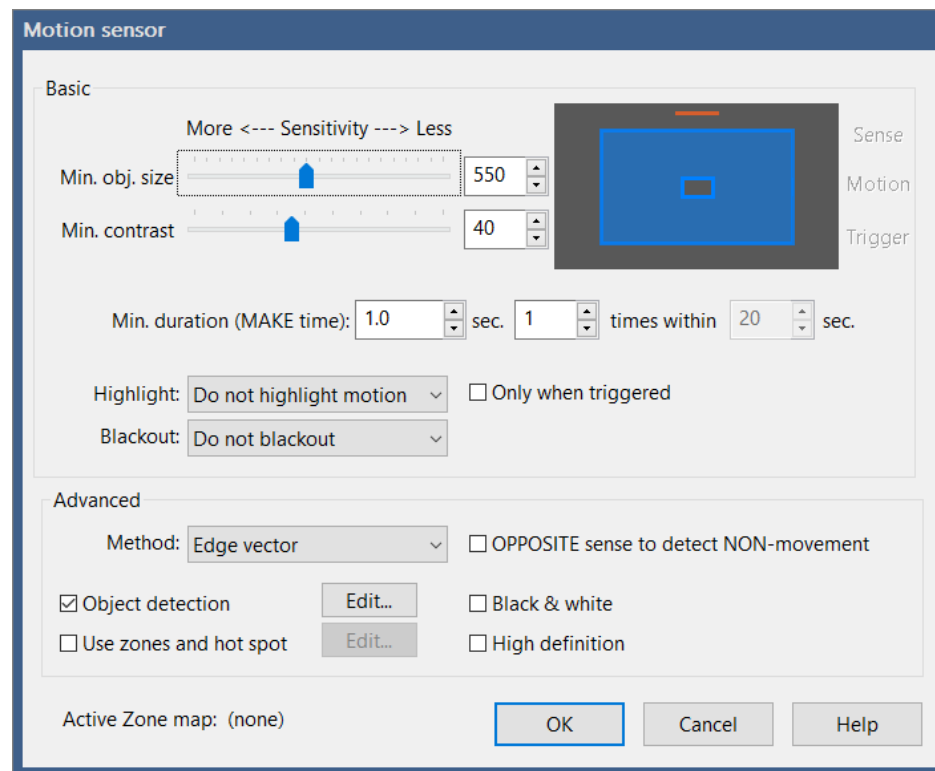 Motion sensor
Basic
More <--- Sensitivity ---> Less
Min. obj. size 550
Min. contrast 40
Sense
Motion
Trigger
Min. duration (MAKE time): 1.0 sec. 1 times within 20 sec.
Highlight: Do not highlight motion Only when triggered
Blackout: Do not blackout
Advanced
Method: Edge vector OPPOSITE sense to detect NON-movement
Object detection Edit... Black & white
Use zones and hot spot Edit... High definition
Active Zone map: (none) OK Cancel Help